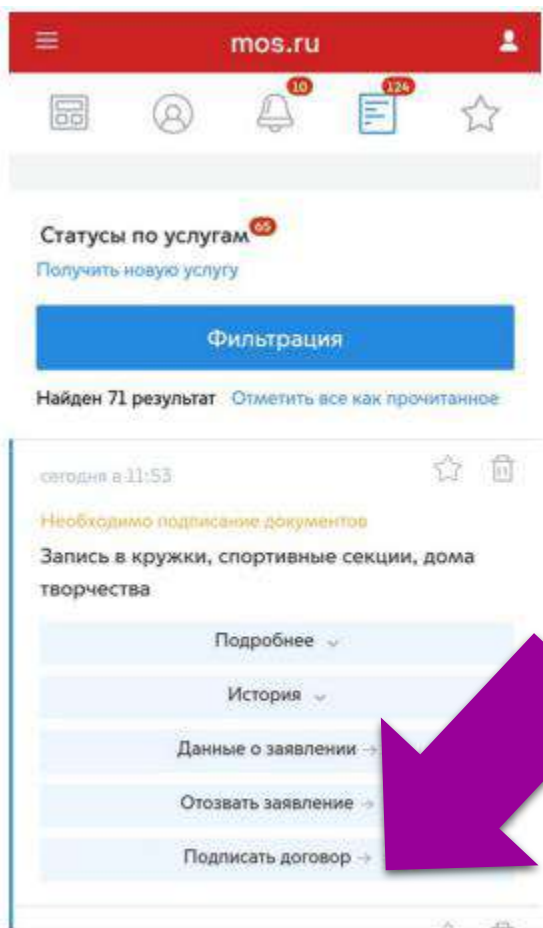 mos.ru
10
124
Статусы по услугам 65
Получить новую услугу
Фильтрация
Найден 71 результат Отметить все как прочитанное
сегодня в 11:53
Необходимо подписание документов
Запись в кружки, спортивные секции, дома
творчества
Подробнее
История
Данные о заявлении →
Отозвать заявление →
Подписать договор →